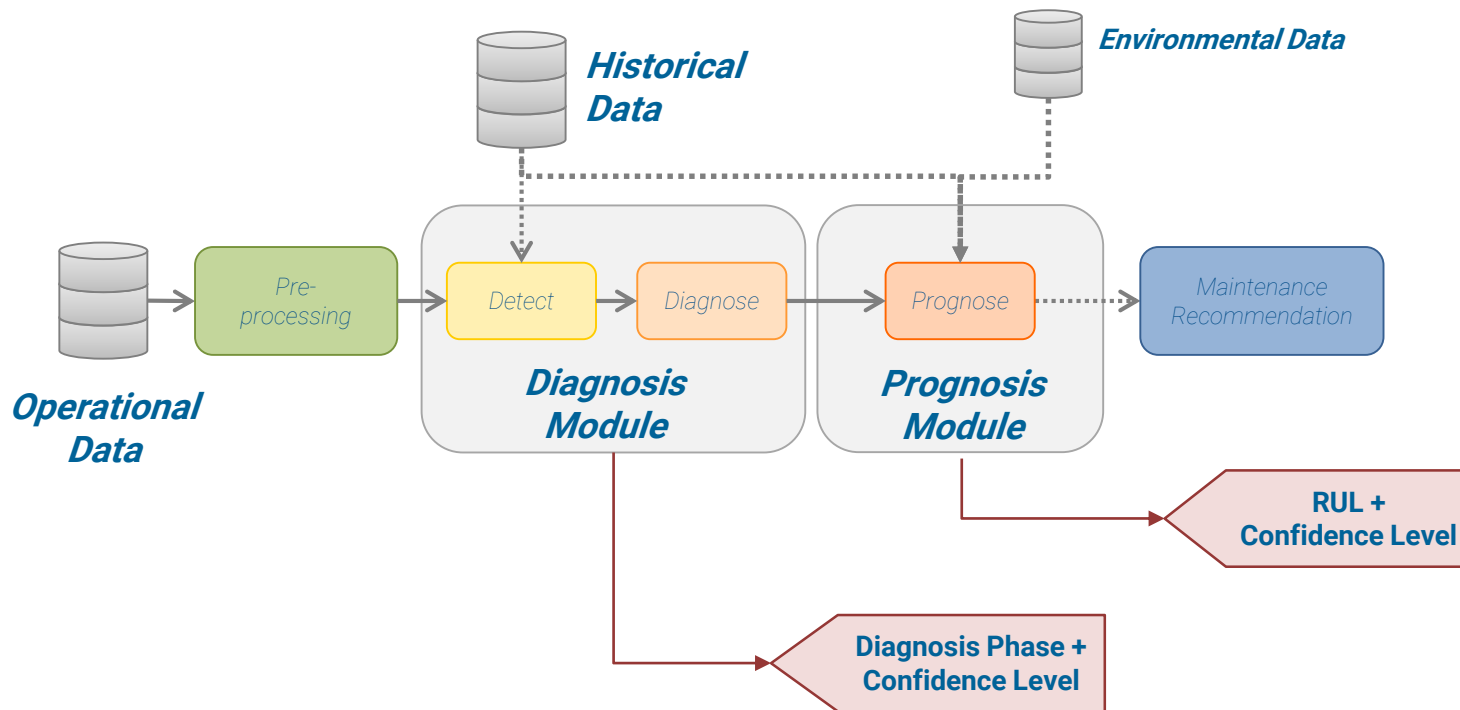 Historical
Data
Environmental Data
Operational
Data
Pre-
processing
Detect
Diagnose
Diagnosis
Module
Prognose
Prognosis
Module
Maintenance
Recommendation
RUL +
Confidence Level
Diagnosis Phase +
Confidence Level